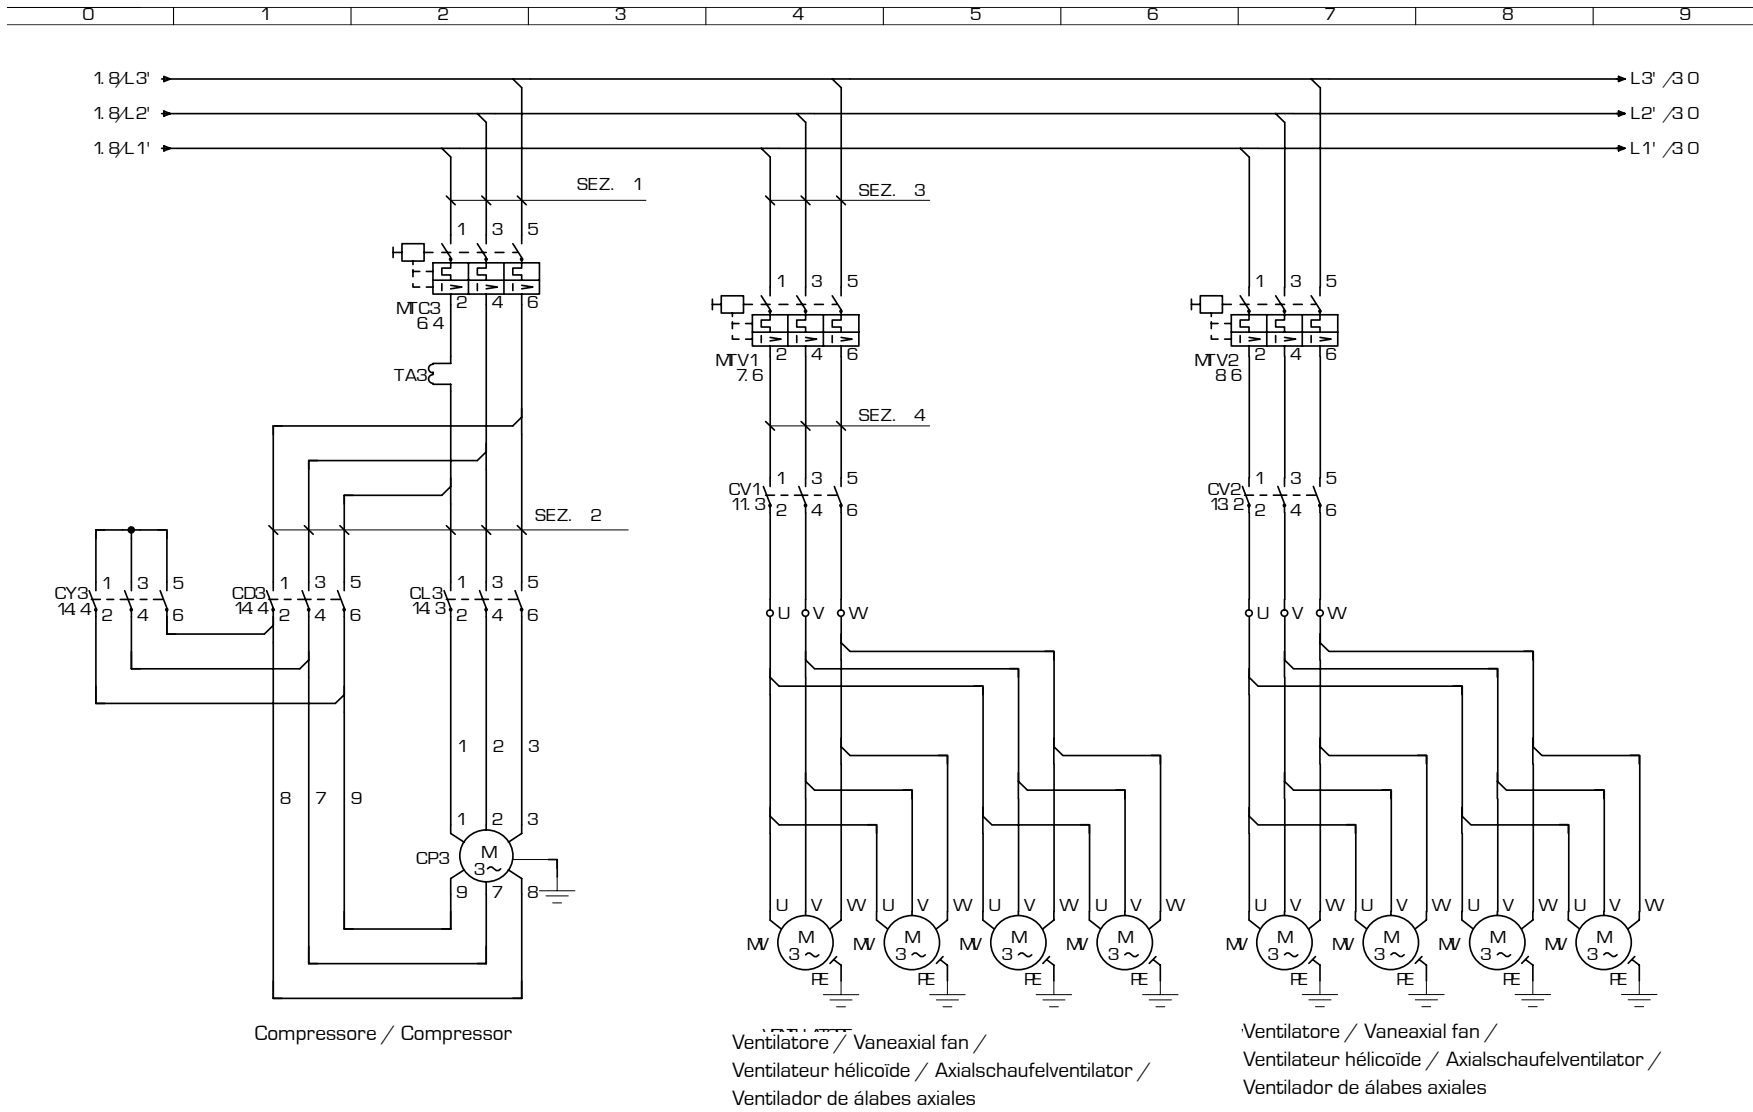 0 1 2 3 4 5 6 7 8 9
1.8/L3' L3' /3.0
1.8/L2' L2' /3.0
1.8/L1' L1' /3.0
SEZ. 1 SEZ. 3
1 3 5
MTC3 2 4 6
6.4
1 3 5 1 3 5
MTV1 2 4 6 MTV2 2 4 6
7.6 8.6
TA3
SEZ. 4
1 3 5 1 3 5
CV1 CV2
11.3 2 4 6 13.2 2 4 6
SEZ. 2
1 3 5 1 3 5 1 3 5
CY3 CD3 CL3
14.4 2 4 6 14.4 2 4 6 14.3 2 4 6
U V W U V W
1 2 3
8 7 9
1 2 3
CP3 M
3~
9 7 8
U V W U V W U V W U V W U V W U V W U V W U V W
MV M MV M MV M MV M MV M MV M MV M MV M
3~ 3~ 3~ 3~ 3~ 3~ 3~ 3~
PE PE PE PE PE PE PE PE
Compressore / Compressor
Ventilatore / Vaneaxial fan /
Ventilateur hélicoïde / Axialschaufelventilator /
Ventilador de álabes axiales
Ventilatore / Vaneaxial fan /
Ventilateur hélicoïde / Axialschaufelventilator /
Ventilador de álabes axiales